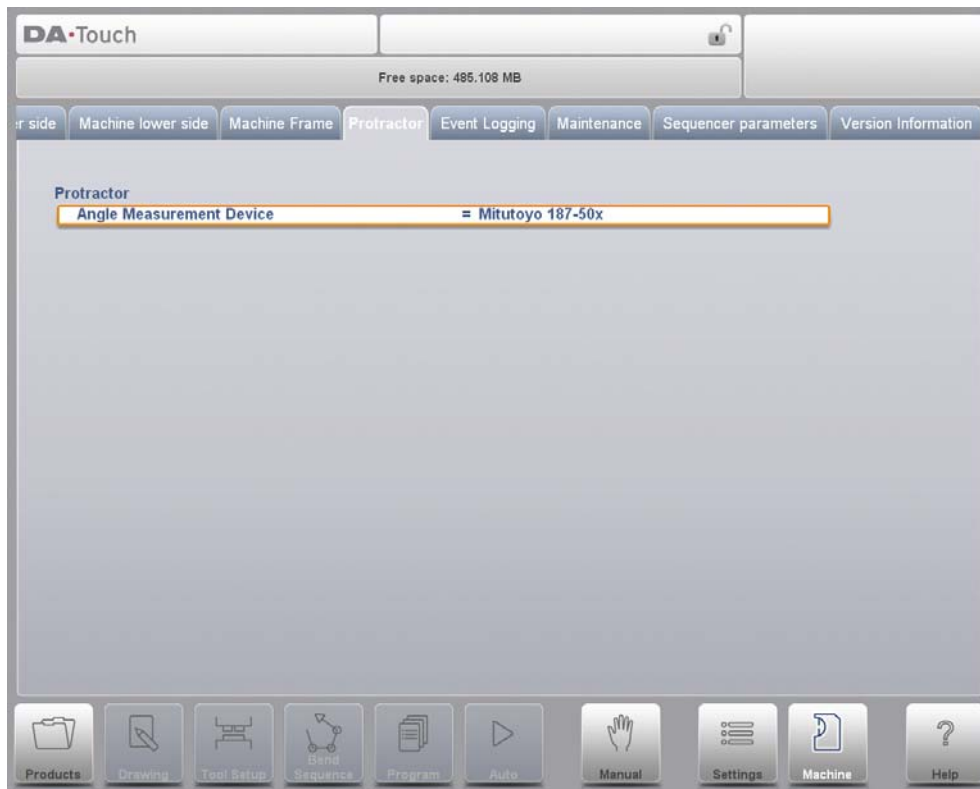 DA·Touch
Free space: 485.108 MB
r side Machine lower side Machine Frame Protractor Event Logging Maintenance Sequencer parameters Version Information
Protractor
Angle Measurement Device = Mitutoyo 187-50x
Products Drawing Tool Setup Bend Sequence Program Auto Manual Settings Machine Help